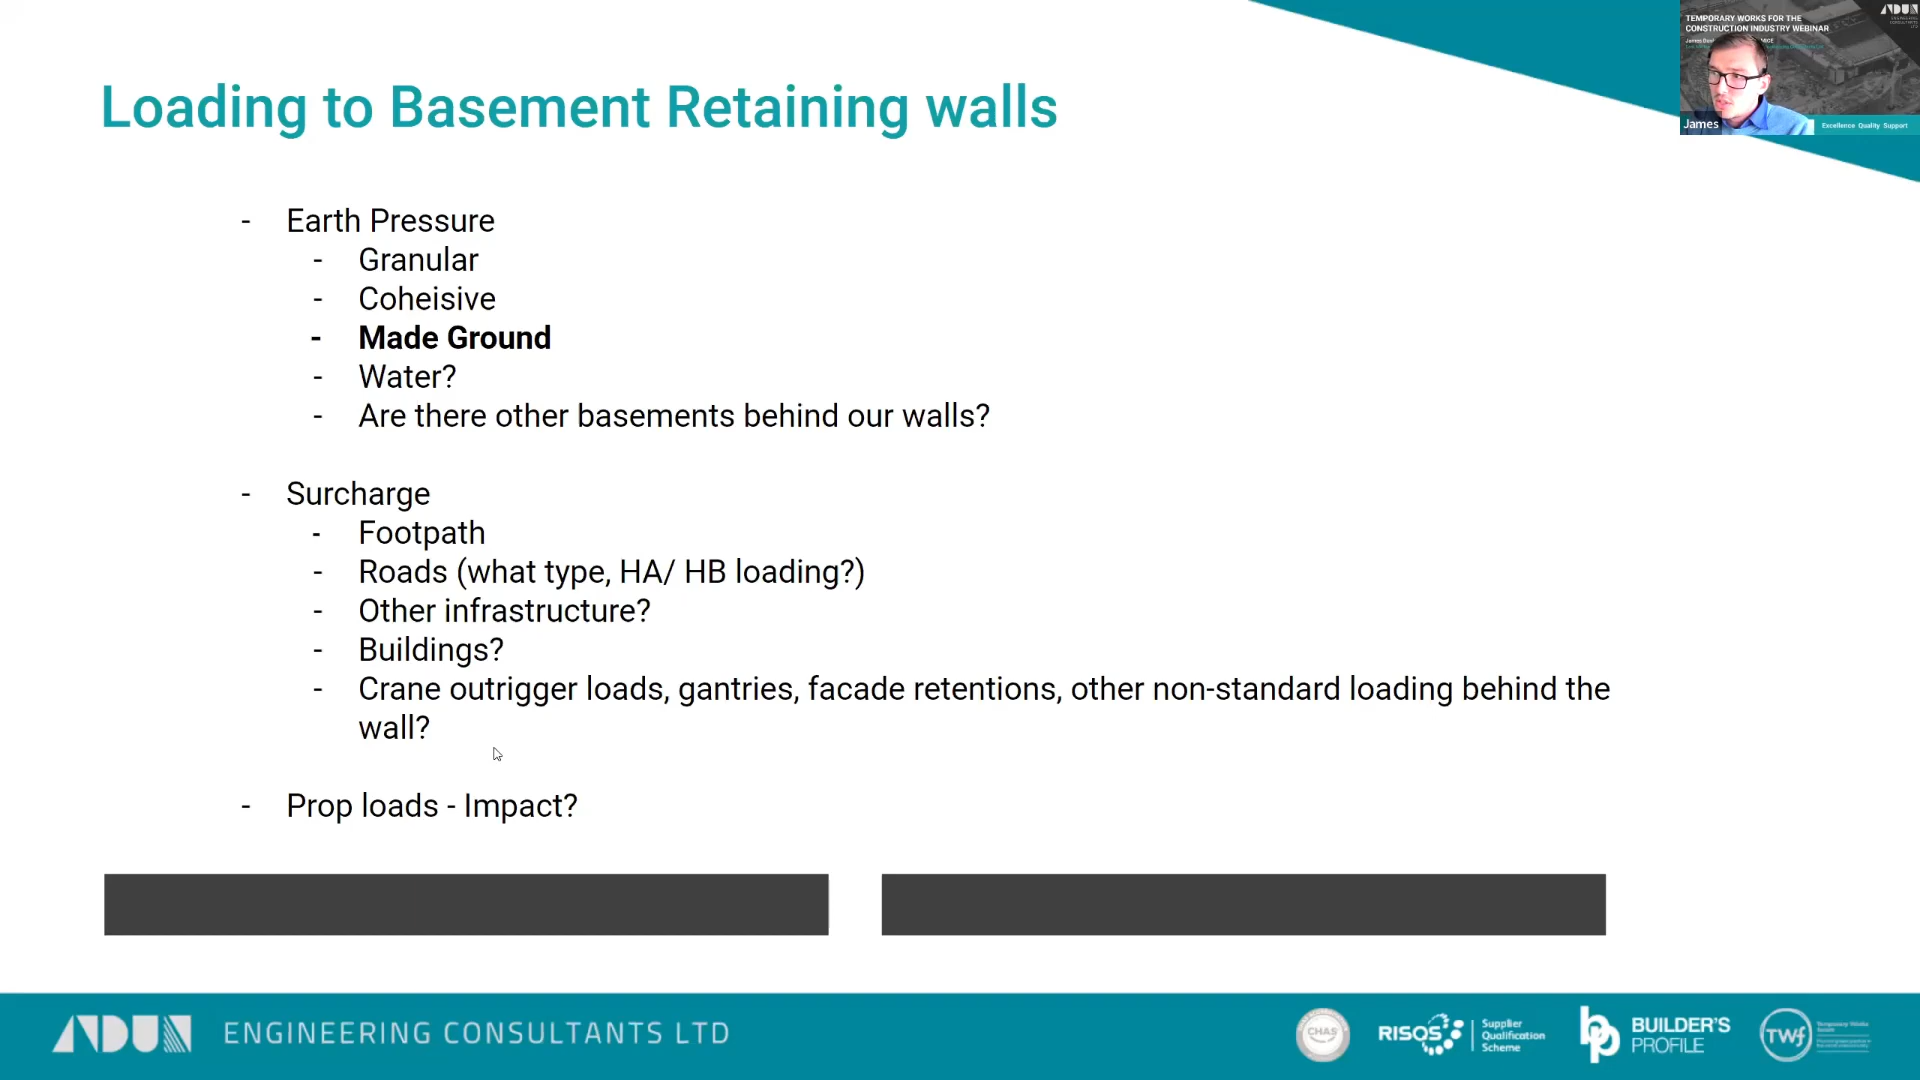 TEMPORARY WORKS FOR THE
CONSTRUCTION INDUSTRY WEBINAR
James
Excellence Quality Support
Loading to Basement Retaining walls
- Earth Pressure
- Granular
- Coheisive
- Made Ground
- Water?
- Are there other basements behind our walls?
- Surcharge
- Footpath
- Roads (what type, HA/ HB loading?)
- Other infrastructure?
- Buildings?
- Crane outrigger loads, gantries, facade retentions, other non-standard loading behind the
wall?
- Prop loads - Impact?
ADUN ENGINEERING CONSULTANTS LTD
CHAS
RISQS
Supplier
Qualification
Scheme
bp
BUILDER'S
PROFILE
TWf